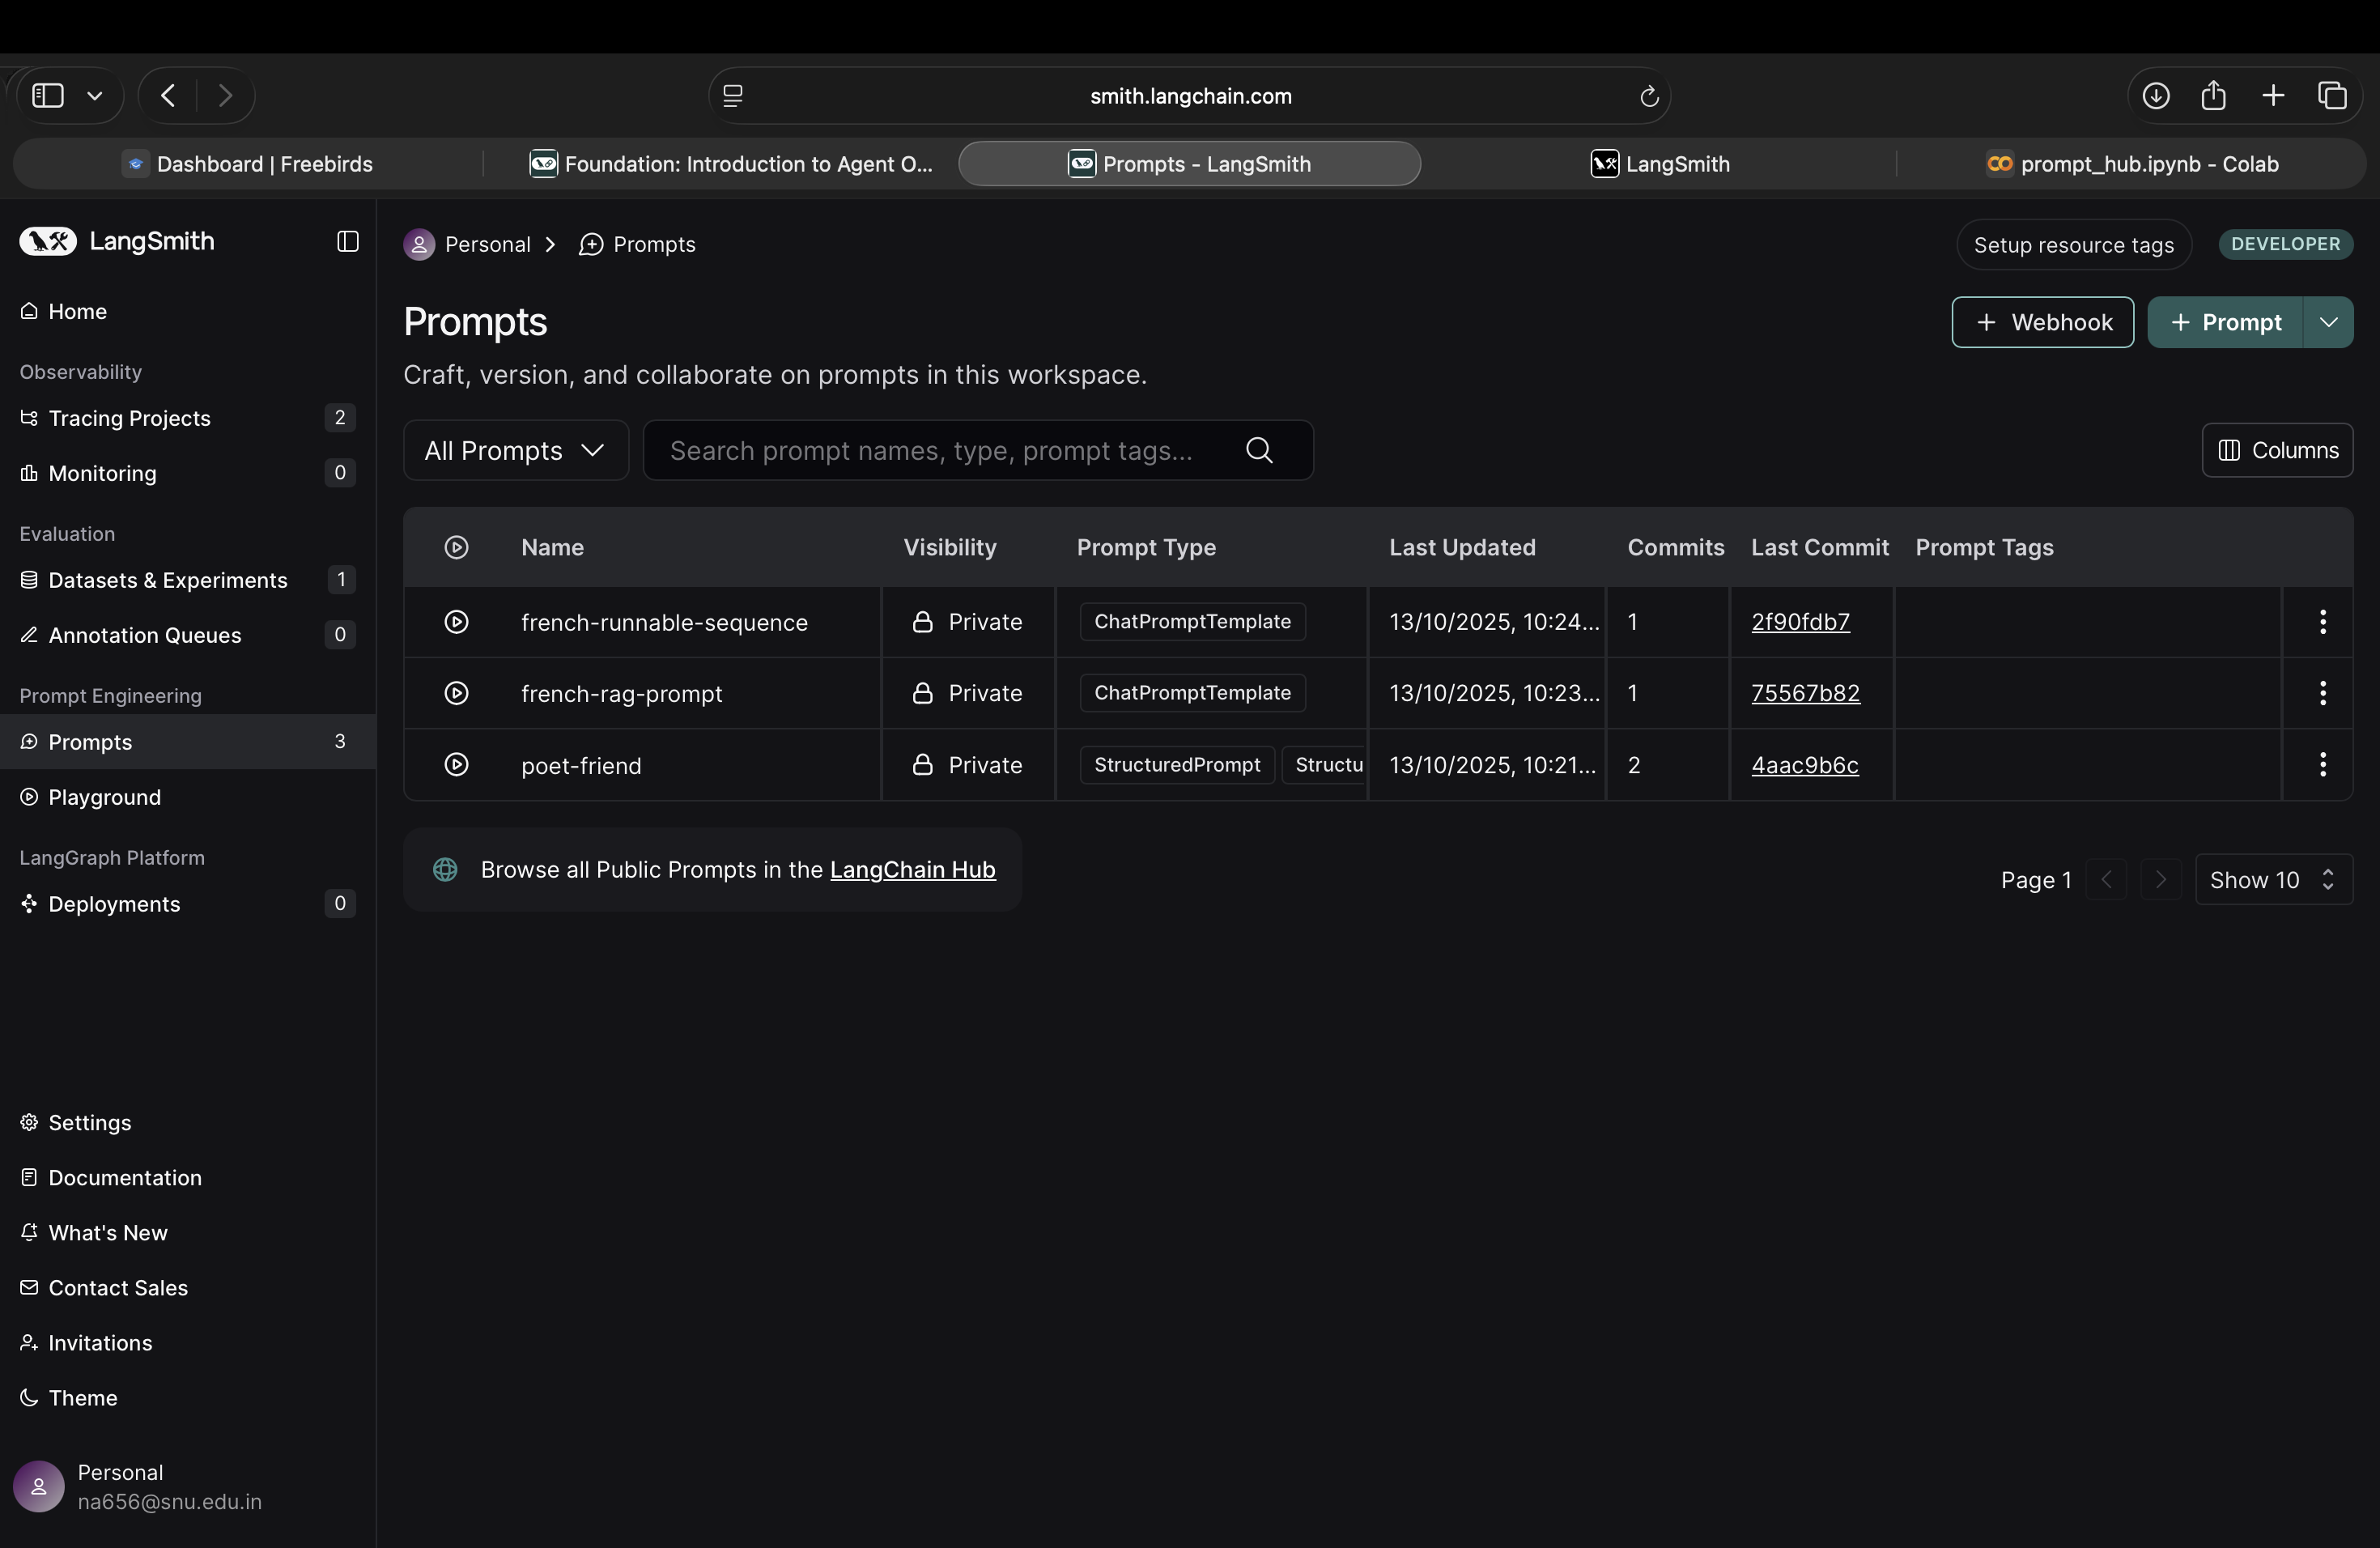 smith.langchain.com
Dashboard | Freebirds
Foundation: Introduction to Agent O...
Prompts - LangSmith
LangSmith
prompt_hub.ipynb - Colab
LangSmith
Home
Observability
Tracing Projects 2
Monitoring 0
Evaluation
Datasets & Experiments 1
Annotation Queues 0
Prompt Engineering
Prompts 3
Playground
LangGraph Platform
Deployments 0
Settings
Documentation
What's New
Contact Sales
Invitations
Theme
Personal
na656@snu.edu.in
Personal > Prompts
Setup resource tags
DEVELOPER
Prompts
+ Webhook
+ Prompt
Craft, version, and collaborate on prompts in this workspace.
All Prompts
Search prompt names, type, prompt tags...
Columns
Name Visibility Prompt Type Last Updated Commits Last Commit Prompt Tags
french-runnable-sequence Private ChatPromptTemplate 13/10/2025, 10:24... 1 2f90fdb7
french-rag-prompt Private ChatPromptTemplate 13/10/2025, 10:23... 1 75567b82
poet-friend Private StructuredPrompt Structu 13/10/2025, 10:21... 2 4aac9b6c
Browse all Public Prompts in the LangChain Hub
Page 1
Show 10